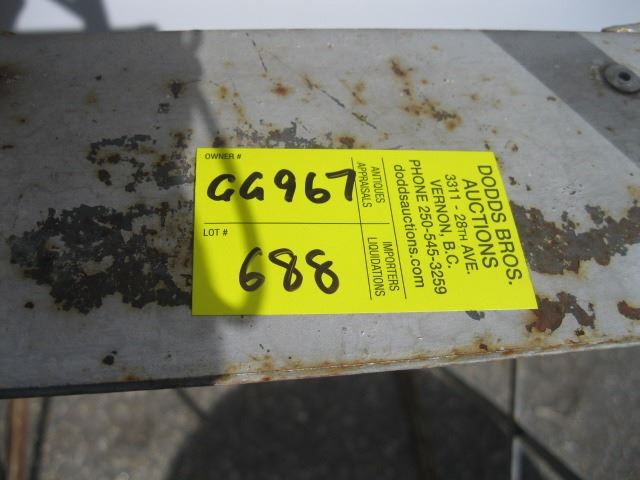 OWNER #
GG967
LOT #
688
ANTIQUES
APPRAISALS
IMPORTERS
LIQUIDATIONS
DODDS BROS.
AUCTIONS
3311 - 28TH AVE.
VERNON, B.C.
PHONE 250-545-3259
doddsauctions.com